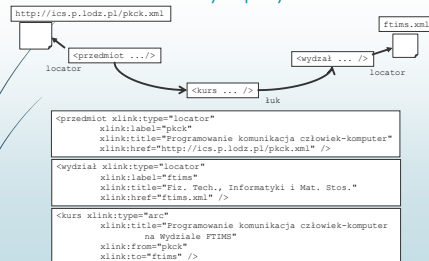 http://ics.p.lodz.pl/pkck.xml
ftims.xml
<przedmiot .../>
<wydział .../>
locator
locator
<kurs ... />
łuk
<przedmiot xlink:type="locator"
xlink:label="pkck"
xlink:title="Programowanie komunikacja człowiek-komputer"
xlink:href="http://ics.p.lodz.pl/pkck.xml" />
<wydział xlink:type="locator"
xlink:label="ftims"
xlink:title="Fiz. Tech., Informatyki i Mat. Stos."
xlink:href="ftims.xml" />
<kurs xlink:type="arc"
xlink:title="Programowanie komunikacja człowiek-komputer
na Wydziale FTIMS"
xlink:from="pkck"
xlink:to="ftims" />